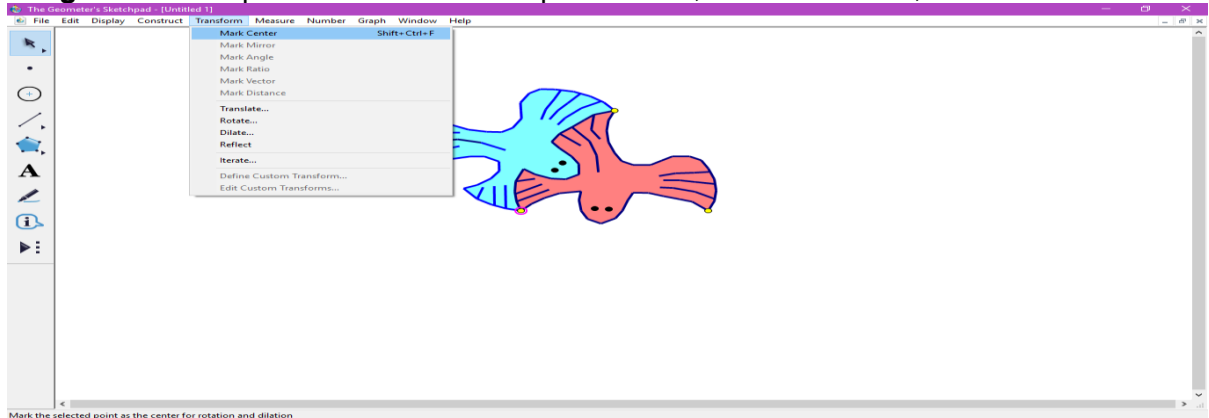 The Geometer's Sketchpad - [Untitled 1]
File Edit Display Construct Transform Measure Number Graph Window Help
Mark Center Shift+Ctrl+F
Mark Mirror
Mark Angle
Mark Ratio
Mark Vector
Mark Distance
Translate...
Rotate...
Dilate...
Reflect
Iterate...
Define Custom Transform...
Edit Custom Transforms...
A
Mark the selected point as the center for rotation and dilation